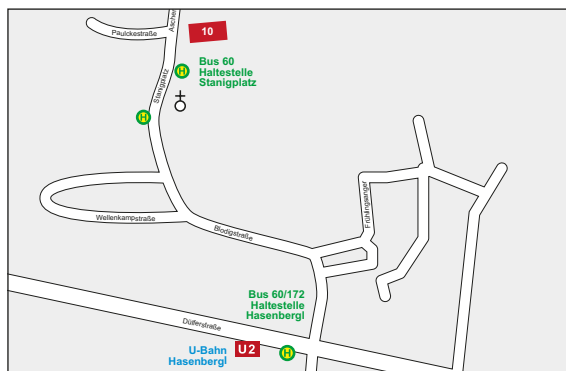 Aschen
Paulckestraße
10
Bus 60
Haltestelle
Stanigplatz
H
Stanigplatz
H
Wellenkampstraße
Blodigstraße
Frühlingsanger
Bus 60/172
Haltestelle
Hasenbergl
Dülferstraße
U-Bahn
Hasenbergl
U2
H